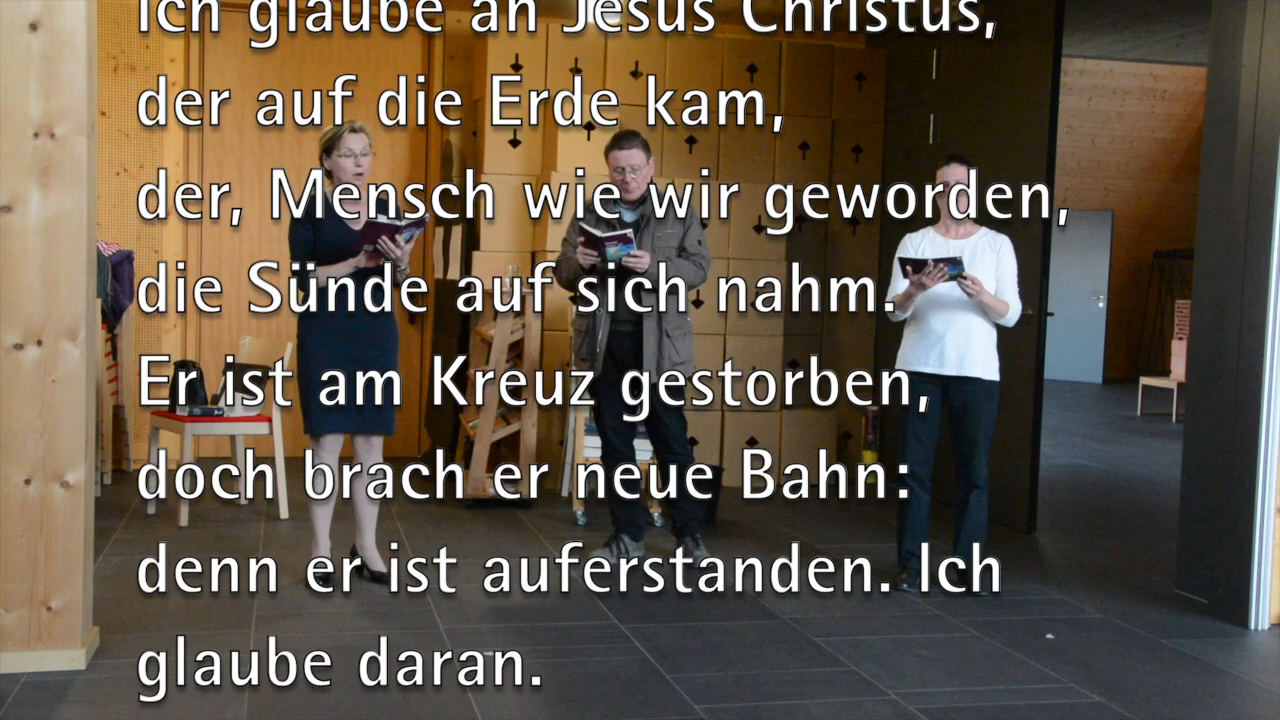 Ich glaube an Jesus Christus,
der auf die Erde kam,
der, Mensch wie wir geworden,
die Sünde auf sich nahm.
Er ist am Kreuz gestorben,
doch brach er neue Bahn:
denn er ist auferstanden. Ich
glaube daran.